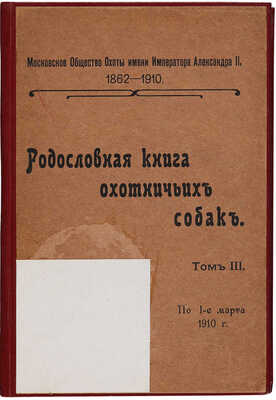 Московское Общество Охоты имени Императора Александра II.
1862—1910.
Родословная книга
охотничьихъ
собакъ.
Томъ III.
По 1-е марта
1910 г.